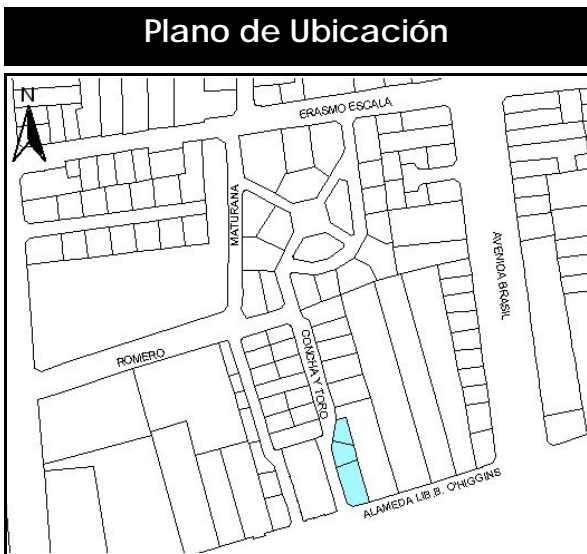 Plano de Ubicación
N
ERASMO ESCALA
MATURANA
AVENIDA BRASIL
ROMERO
CONCHA Y TORO
ALAMEDA LIB.B. O'HIGGINS